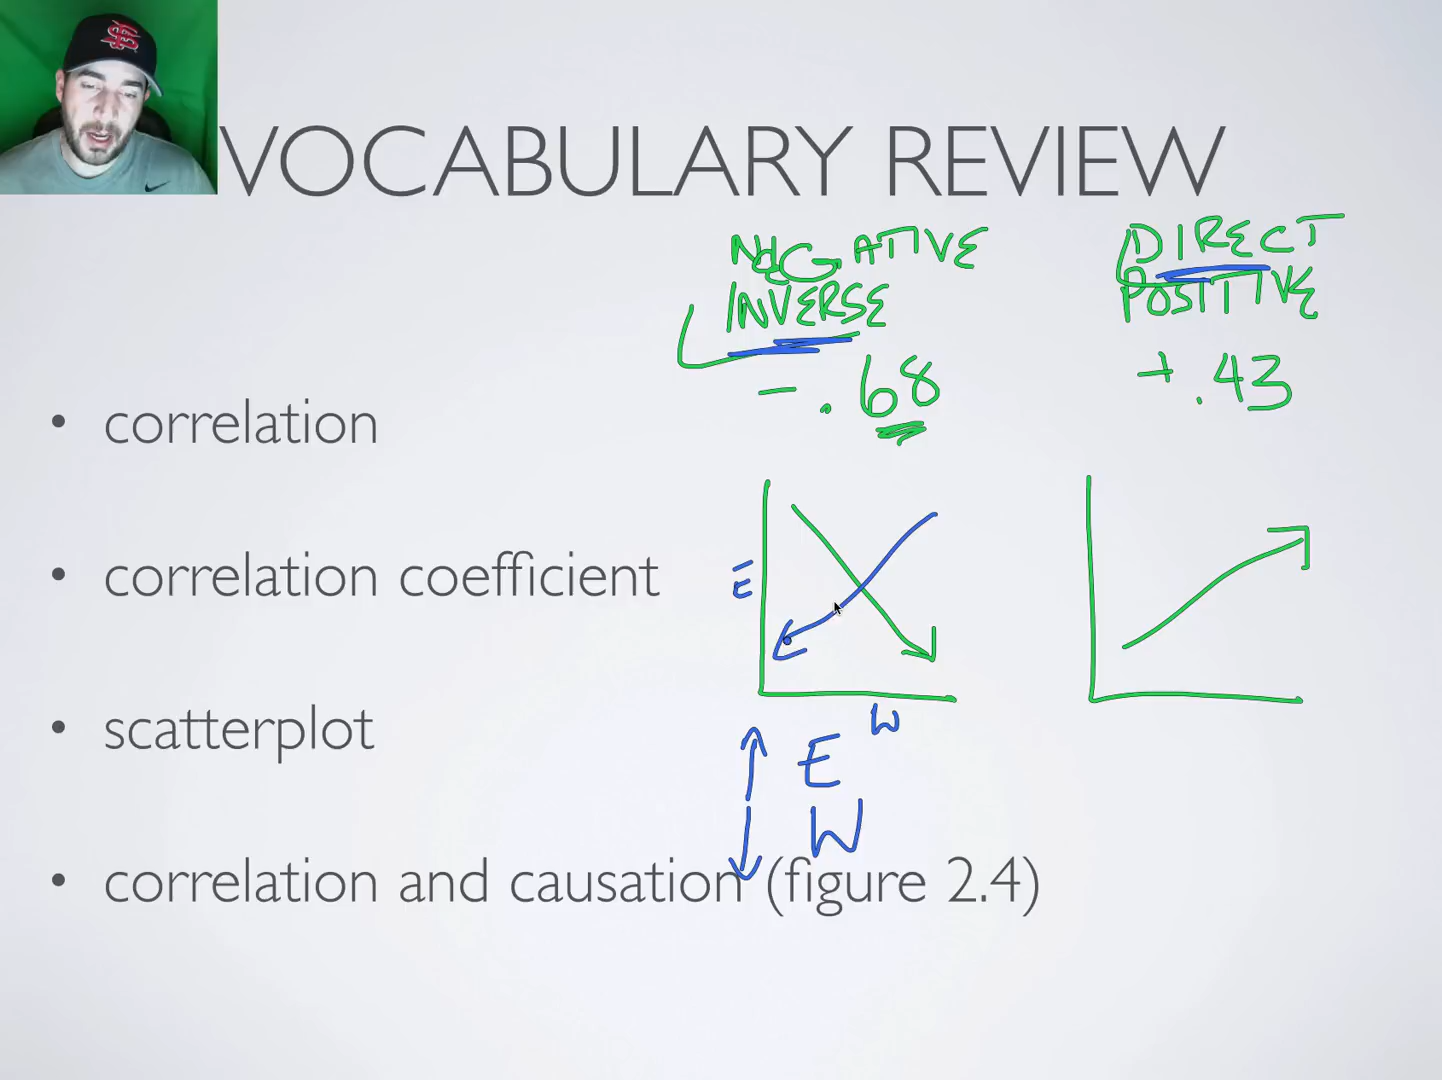 VOCABULARY REVIEW
NEGATIVE
INVERSE
- .68
DIRECT
POSITIVE
+ .43
• correlation
• correlation coefficient
• scatterplot
• correlation and causation (figure 2.4)
E
W
E
W